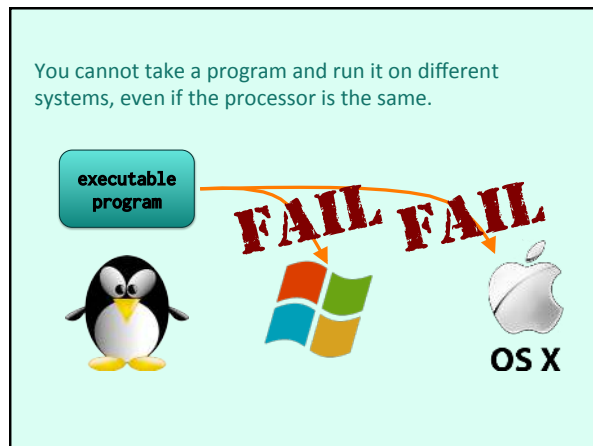 You cannot take a program and run it on different
systems, even if the processor is the same.
executable
program
FAIL FAIL
OS X